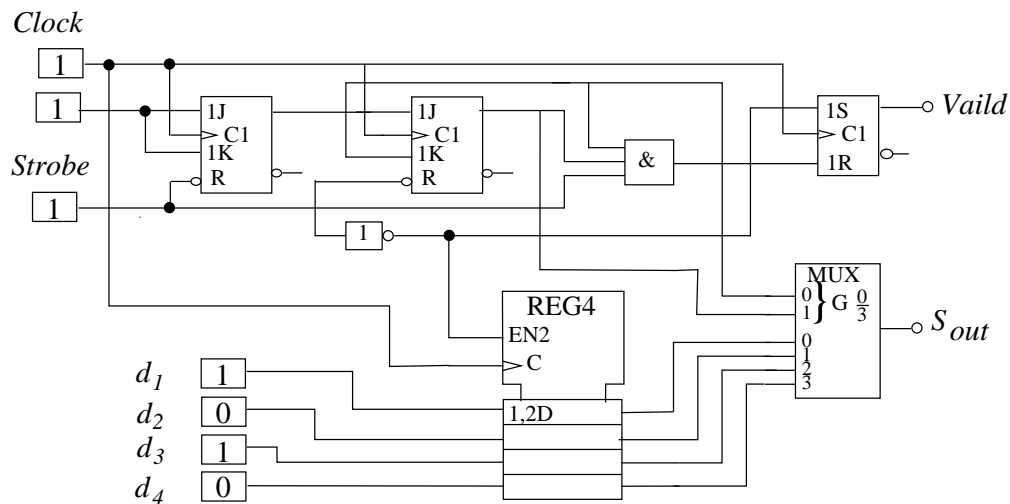 Clock
1
1
1J
C1
1K
R
1J
C1
1K
R
1S
C1
1R
Vaild
&
Strobe
1
1
MUX
0
1
} G 0/3
0
1
2
3
S out
REG4
EN2
C
1,2D
d1 1
d2 0
d3 1
d4 0